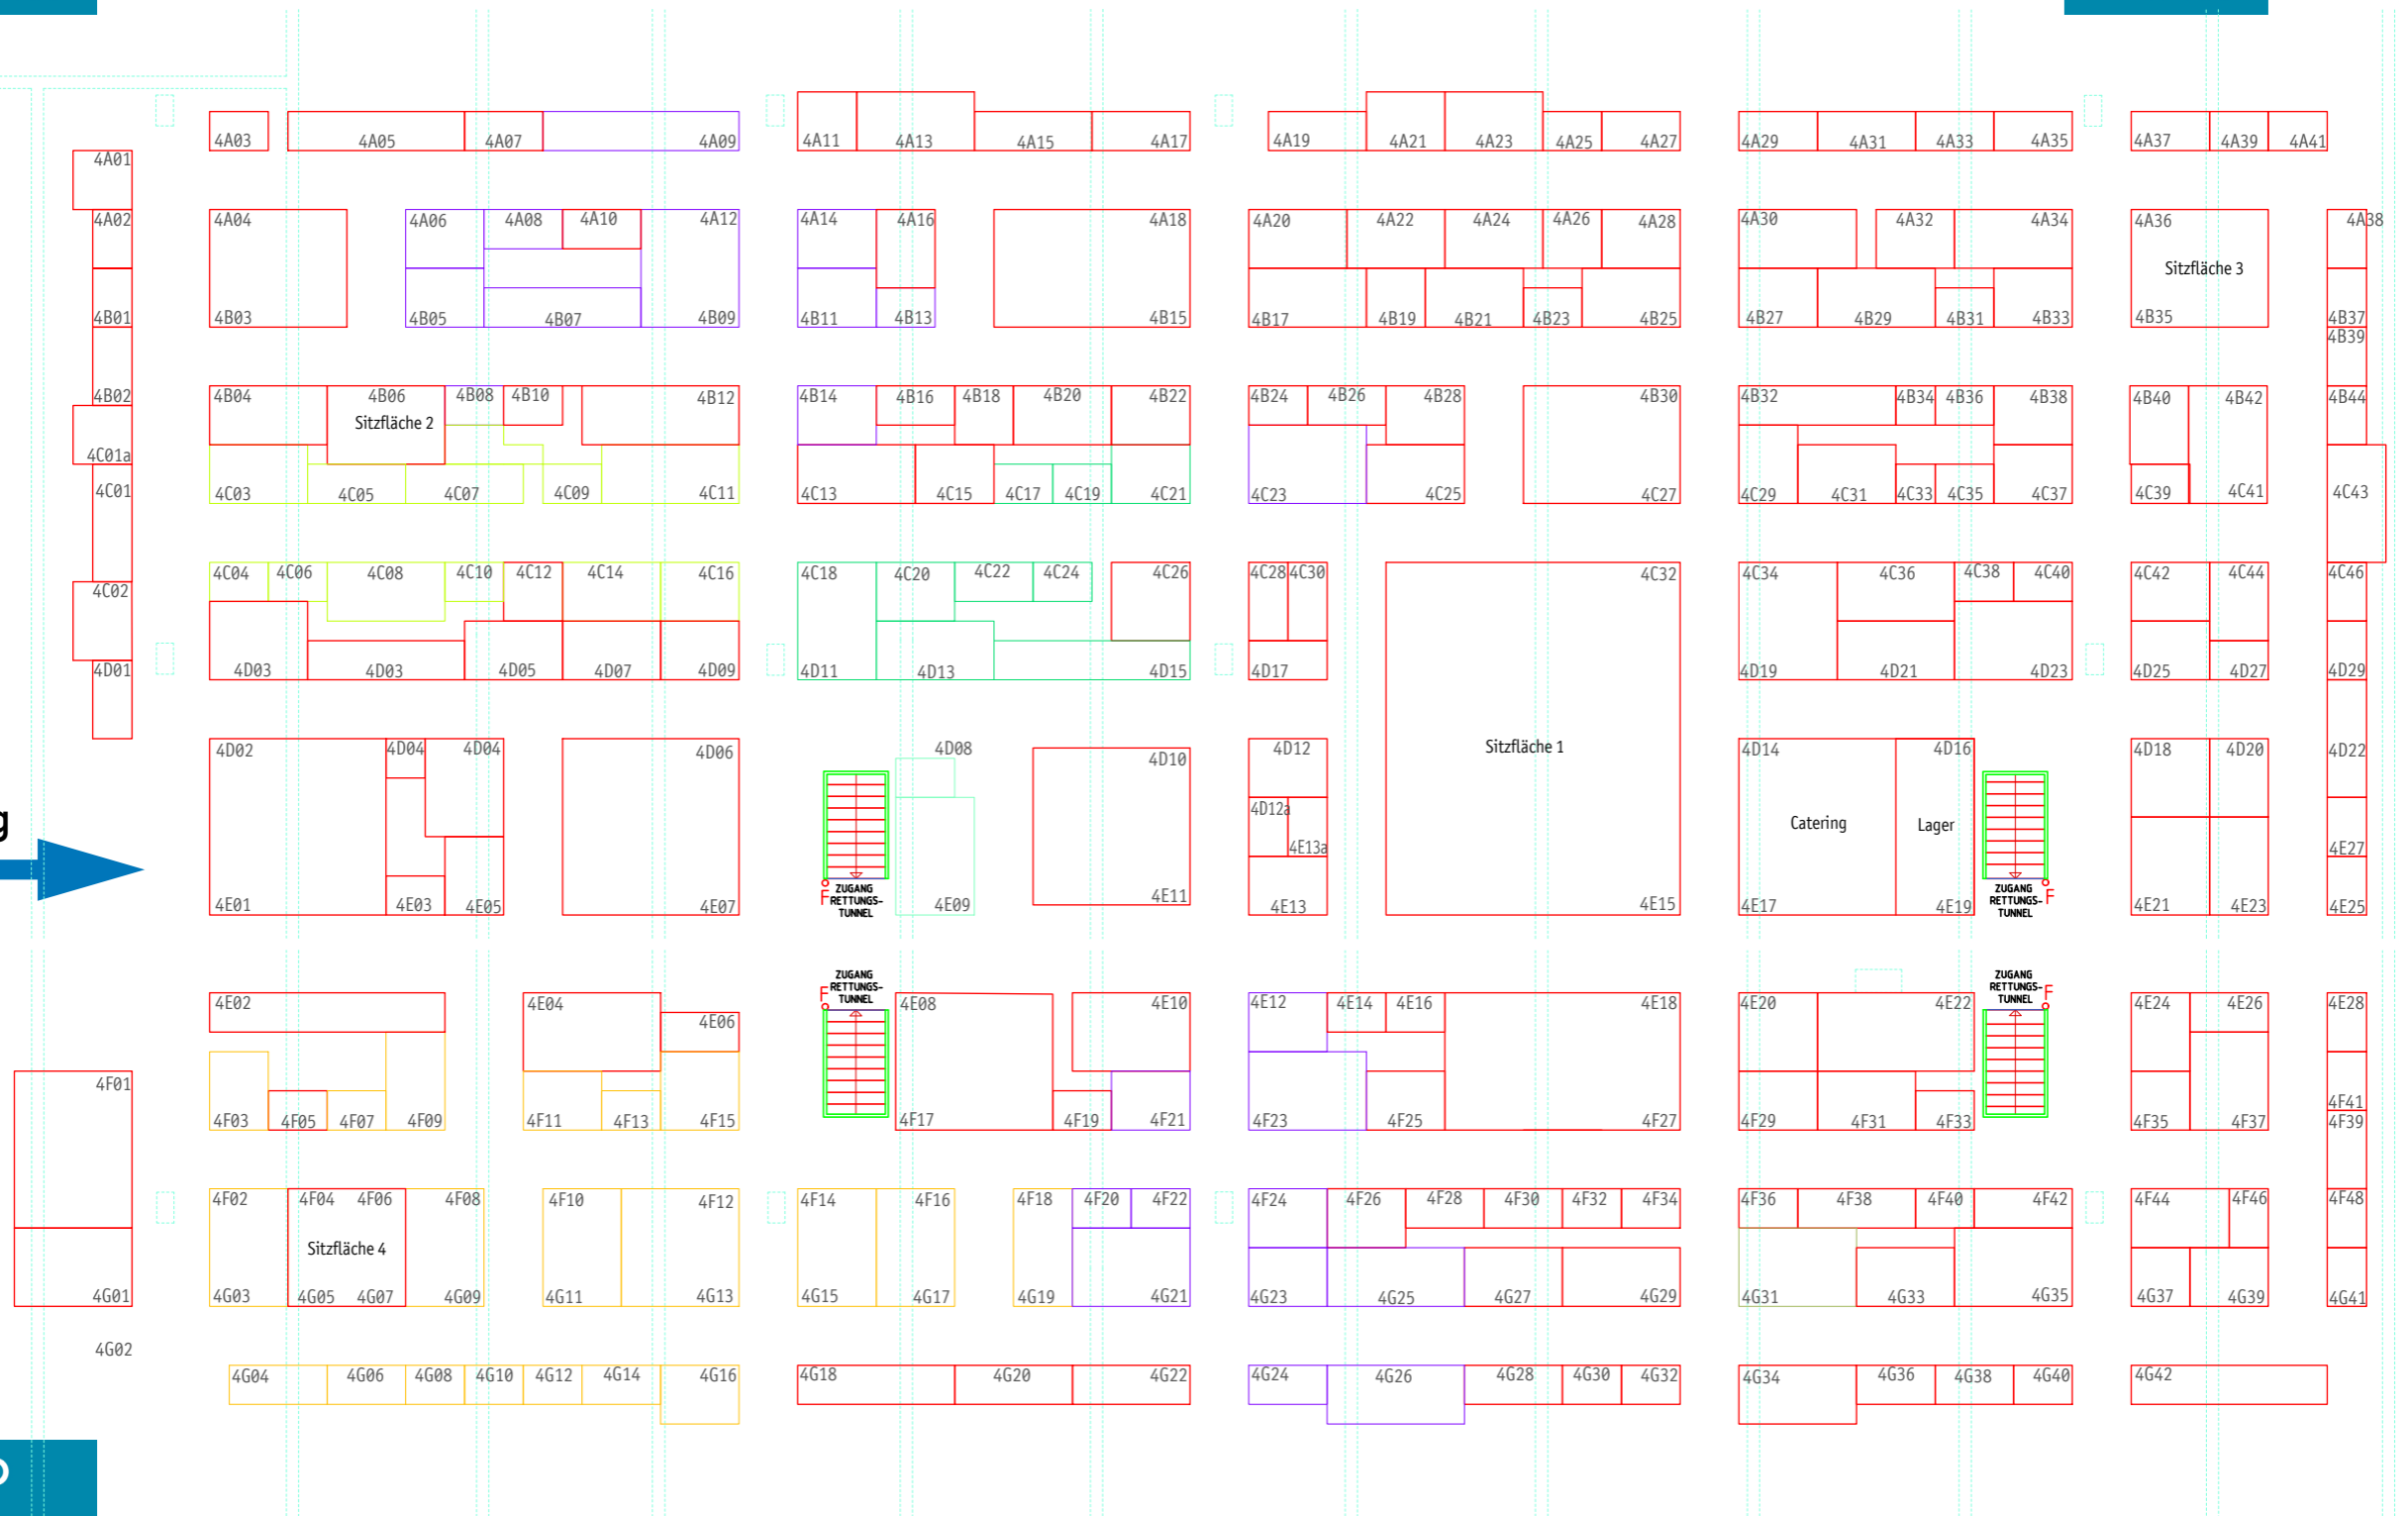 4A03 4A05 4A07 4A09 4A11 4A13 4A15 4A17 4A19 4A21 4A23 4A25 4A27 4A29 4A31 4A33 4A35 4A37 4A39 4A41
4A01
4A02 4A04 4A06 4A08 4A10 4A12 4A14 4A16 4A18 4A20 4A22 4A24 4A26 4A28 4A30 4A32 4A34 4A36 4A38
Sitzfläche 3
4B01 4B03 4B05 4B07 4B09 4B11 4B13 4B15 4B17 4B19 4B21 4B23 4B25 4B27 4B29 4B31 4B33 4B35 4B37
4B39
4B02 4B04 4B06 4B08 4B10 4B12 4B14 4B16 4B18 4B20 4B22 4B24 4B26 4B28 4B30 4B32 4B34 4B36 4B38 4B40 4B42 4B44
Sitzfläche 2
4C01a
4C01 4C03 4C05 4C07 4C09 4C11 4C13 4C15 4C17 4C19 4C21 4C23 4C25 4C27 4C29 4C31 4C33 4C35 4C37 4C39 4C41 4C43
4C02 4C04 4C06 4C08 4C10 4C12 4C14 4C16 4C18 4C20 4C22 4C24 4C26 4C28 4C30 4C32 4C34 4C36 4C38 4C40 4C42 4C44 4C46
4D01 4D03 4D03 4D05 4D07 4D09 4D11 4D13 4D15 4D17 4D19 4D21 4D23 4D25 4D27 4D29
4D02 4D04 4D04 4D06 4D08 4D10 4D12 Sitzfläche 1 4D14 4D16 4D18 4D20 4D22
g
4D12a Catering Lager
4E13a 4E27
ZUGANG
RETTUNGS-
TUNNEL
F
ZUGANG
RETTUNGS-
TUNNEL
F
4E01 4E03 4E05 4E07 4E09 4E11 4E13 4E15 4E17 4E19 4E21 4E23 4E25
ZUGANG
RETTUNGS-
TUNNEL
F
ZUGANG
RETTUNGS-
TUNNEL
F
4E02 4E04 4E06 4E08 4E10 4E12 4E14 4E16 4E18 4E20 4E22 4E24 4E26 4E28
4F01 4F41
4F03 4F05 4F07 4F09 4F11 4F13 4F15 4F17 4F19 4F21 4F23 4F25 4F27 4F29 4F31 4F33 4F35 4F37 4F39
4F02 4F04 4F06 4F08 4F10 4F12 4F14 4F16 4F18 4F20 4F22 4F24 4F26 4F28 4F30 4F32 4F34 4F36 4F38 4F40 4F42 4F44 4F46 4F48
Sitzfläche 4
4G01 4G03 4G05 4G07 4G09 4G11 4G13 4G15 4G17 4G19 4G21 4G23 4G25 4G27 4G29 4G31 4G33 4G35 4G37 4G39 4G41
4G02
4G04 4G06 4G08 4G10 4G12 4G14 4G16 4G18 4G20 4G22 4G24 4G26 4G28 4G30 4G32 4G34 4G36 4G38 4G40 4G42